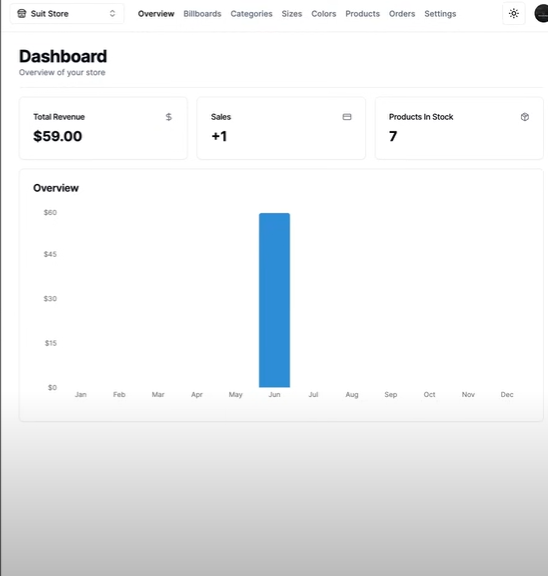 Suit Store Overview Billboards Categories Sizes Colors Products Orders Settings
Dashboard
Overview of your store
Total Revenue $
$59.00
Sales
+1
Products In Stock
7
Overview
$60
$45
$30
$15
$0
Jan Feb Mar Apr May Jun Jul Aug Sep Oct Nov Dec